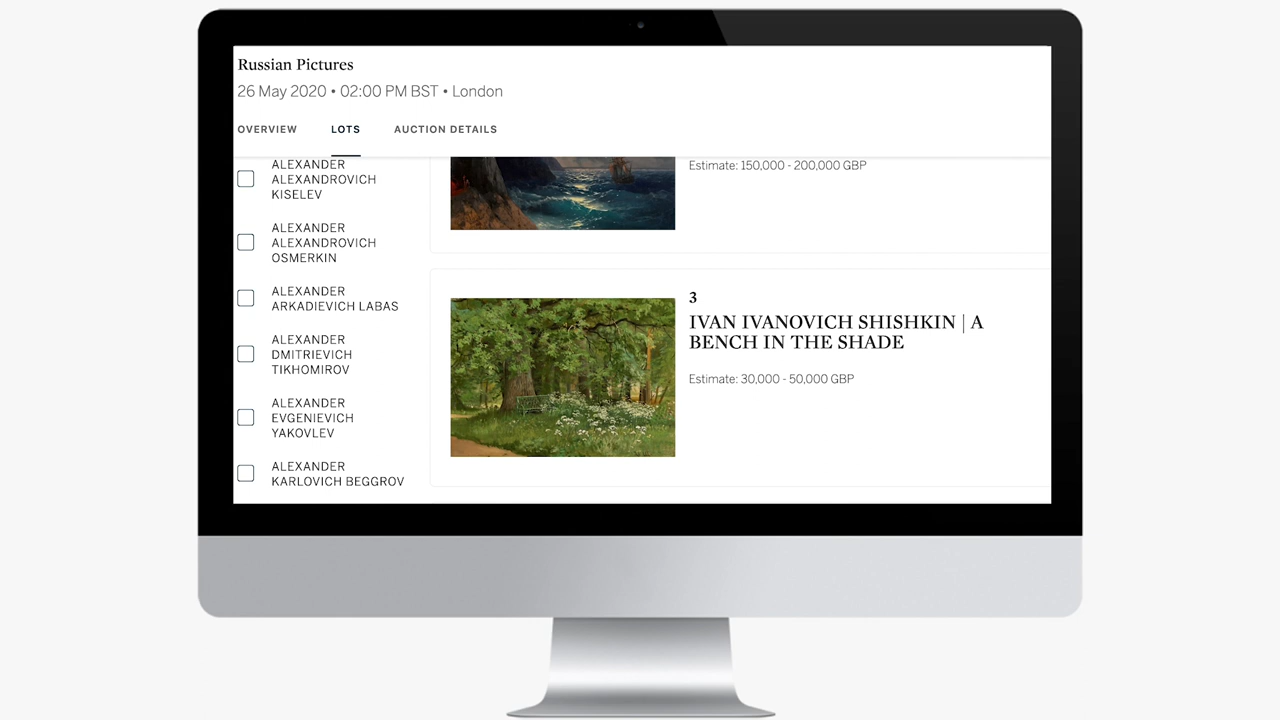 Russian Pictures
26 May 2020 • 02:00 PM BST • London
OVERVIEW LOTS AUCTION DETAILS
ALEXANDER
ALEXANDROVICH
KISELEV
ALEXANDER
ALEXANDROVICH
OSMERKIN
ALEXANDER
ARKADIEVICH LABAS
ALEXANDER
DMITRIEVICH
TIKHOMIROV
ALEXANDER
EVGENIEVICH
YAKOVLEV
ALEXANDER
KARLOVICH BEGGROV
Estimate: 150,000 - 200,000 GBP
3
IVAN IVANOVICH SHISHKIN | A
BENCH IN THE SHADE
Estimate: 30,000 - 50,000 GBP